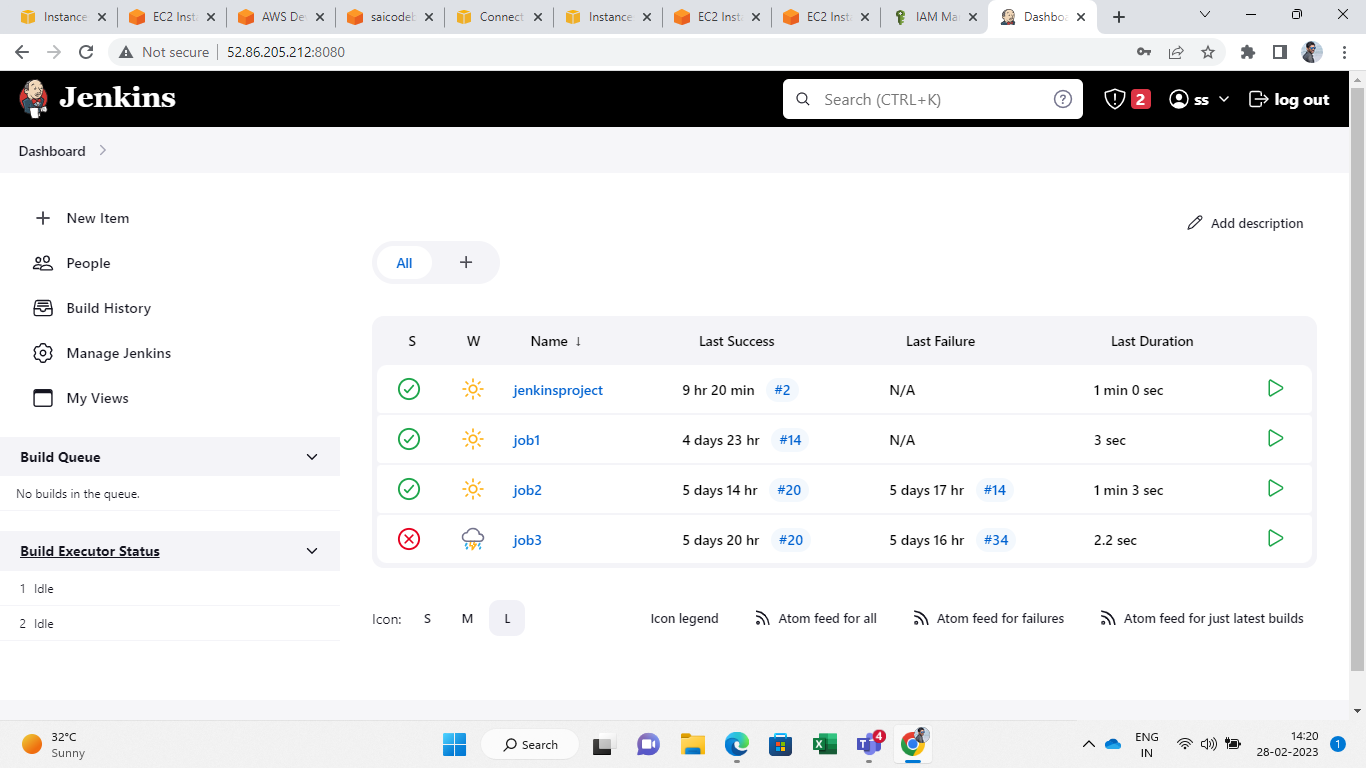 Instance
EC2 Inst
AWS De
saicodeb
Connect
Instance
EC2 Insta
EC2 Inst
IAM Ma
Dashboa
Not secure
52.86.205.212:8080
Jenkins
Search (CTRL+K)
2
ss
log out
Dashboard
New Item
People
Build History
Manage Jenkins
My Views
Build Queue
No builds in the queue.
Build Executor Status
1 Idle
2 Idle
Add description
All
S W Name ↓ Last Success Last Failure Last Duration
jenkinsproject 9 hr 20 min #2 N/A 1 min 0 sec
job1 4 days 23 hr #14 N/A 3 sec
job2 5 days 14 hr #20 5 days 17 hr #14 1 min 3 sec
job3 5 days 20 hr #20 5 days 16 hr #34 2.2 sec
Icon: S M L Icon legend Atom feed for all Atom feed for failures Atom feed for just latest builds
32°C
Sunny
Search
4
ENG
IN
14:20
28-02-2023
1